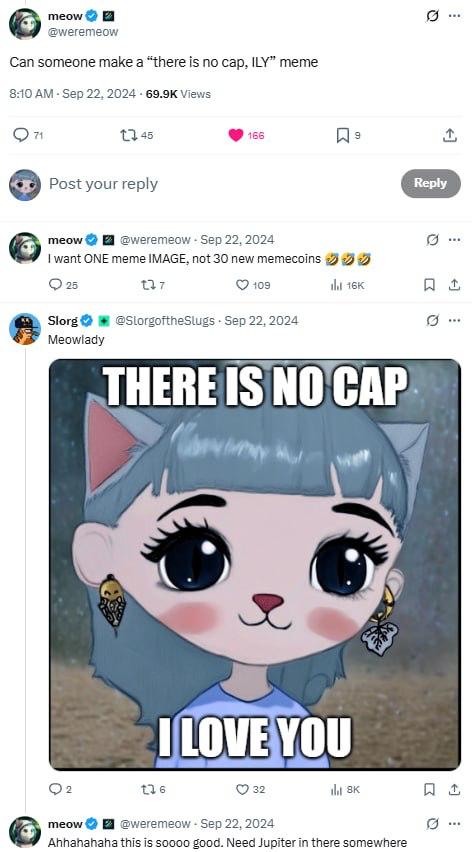 meow
@weremeow
Can someone make a “there is no cap, ILY” meme
8:10 AM · Sep 22, 2024 · 69.9K Views
71 45 166 9
Post your reply Reply
meow @weremeow · Sep 22, 2024
I want ONE meme IMAGE, not 30 new memecoins 🤣🤣🤣
25 7 109 16K
Slorg @SlorgoftheSlugs · Sep 22, 2024
Meowlady
THERE IS NO CAP
I LOVE YOU
2 6 32 8K
meow @weremeow · Sep 22, 2024
Ahhahahaha this is soooo good. Need Jupiter in there somewhere